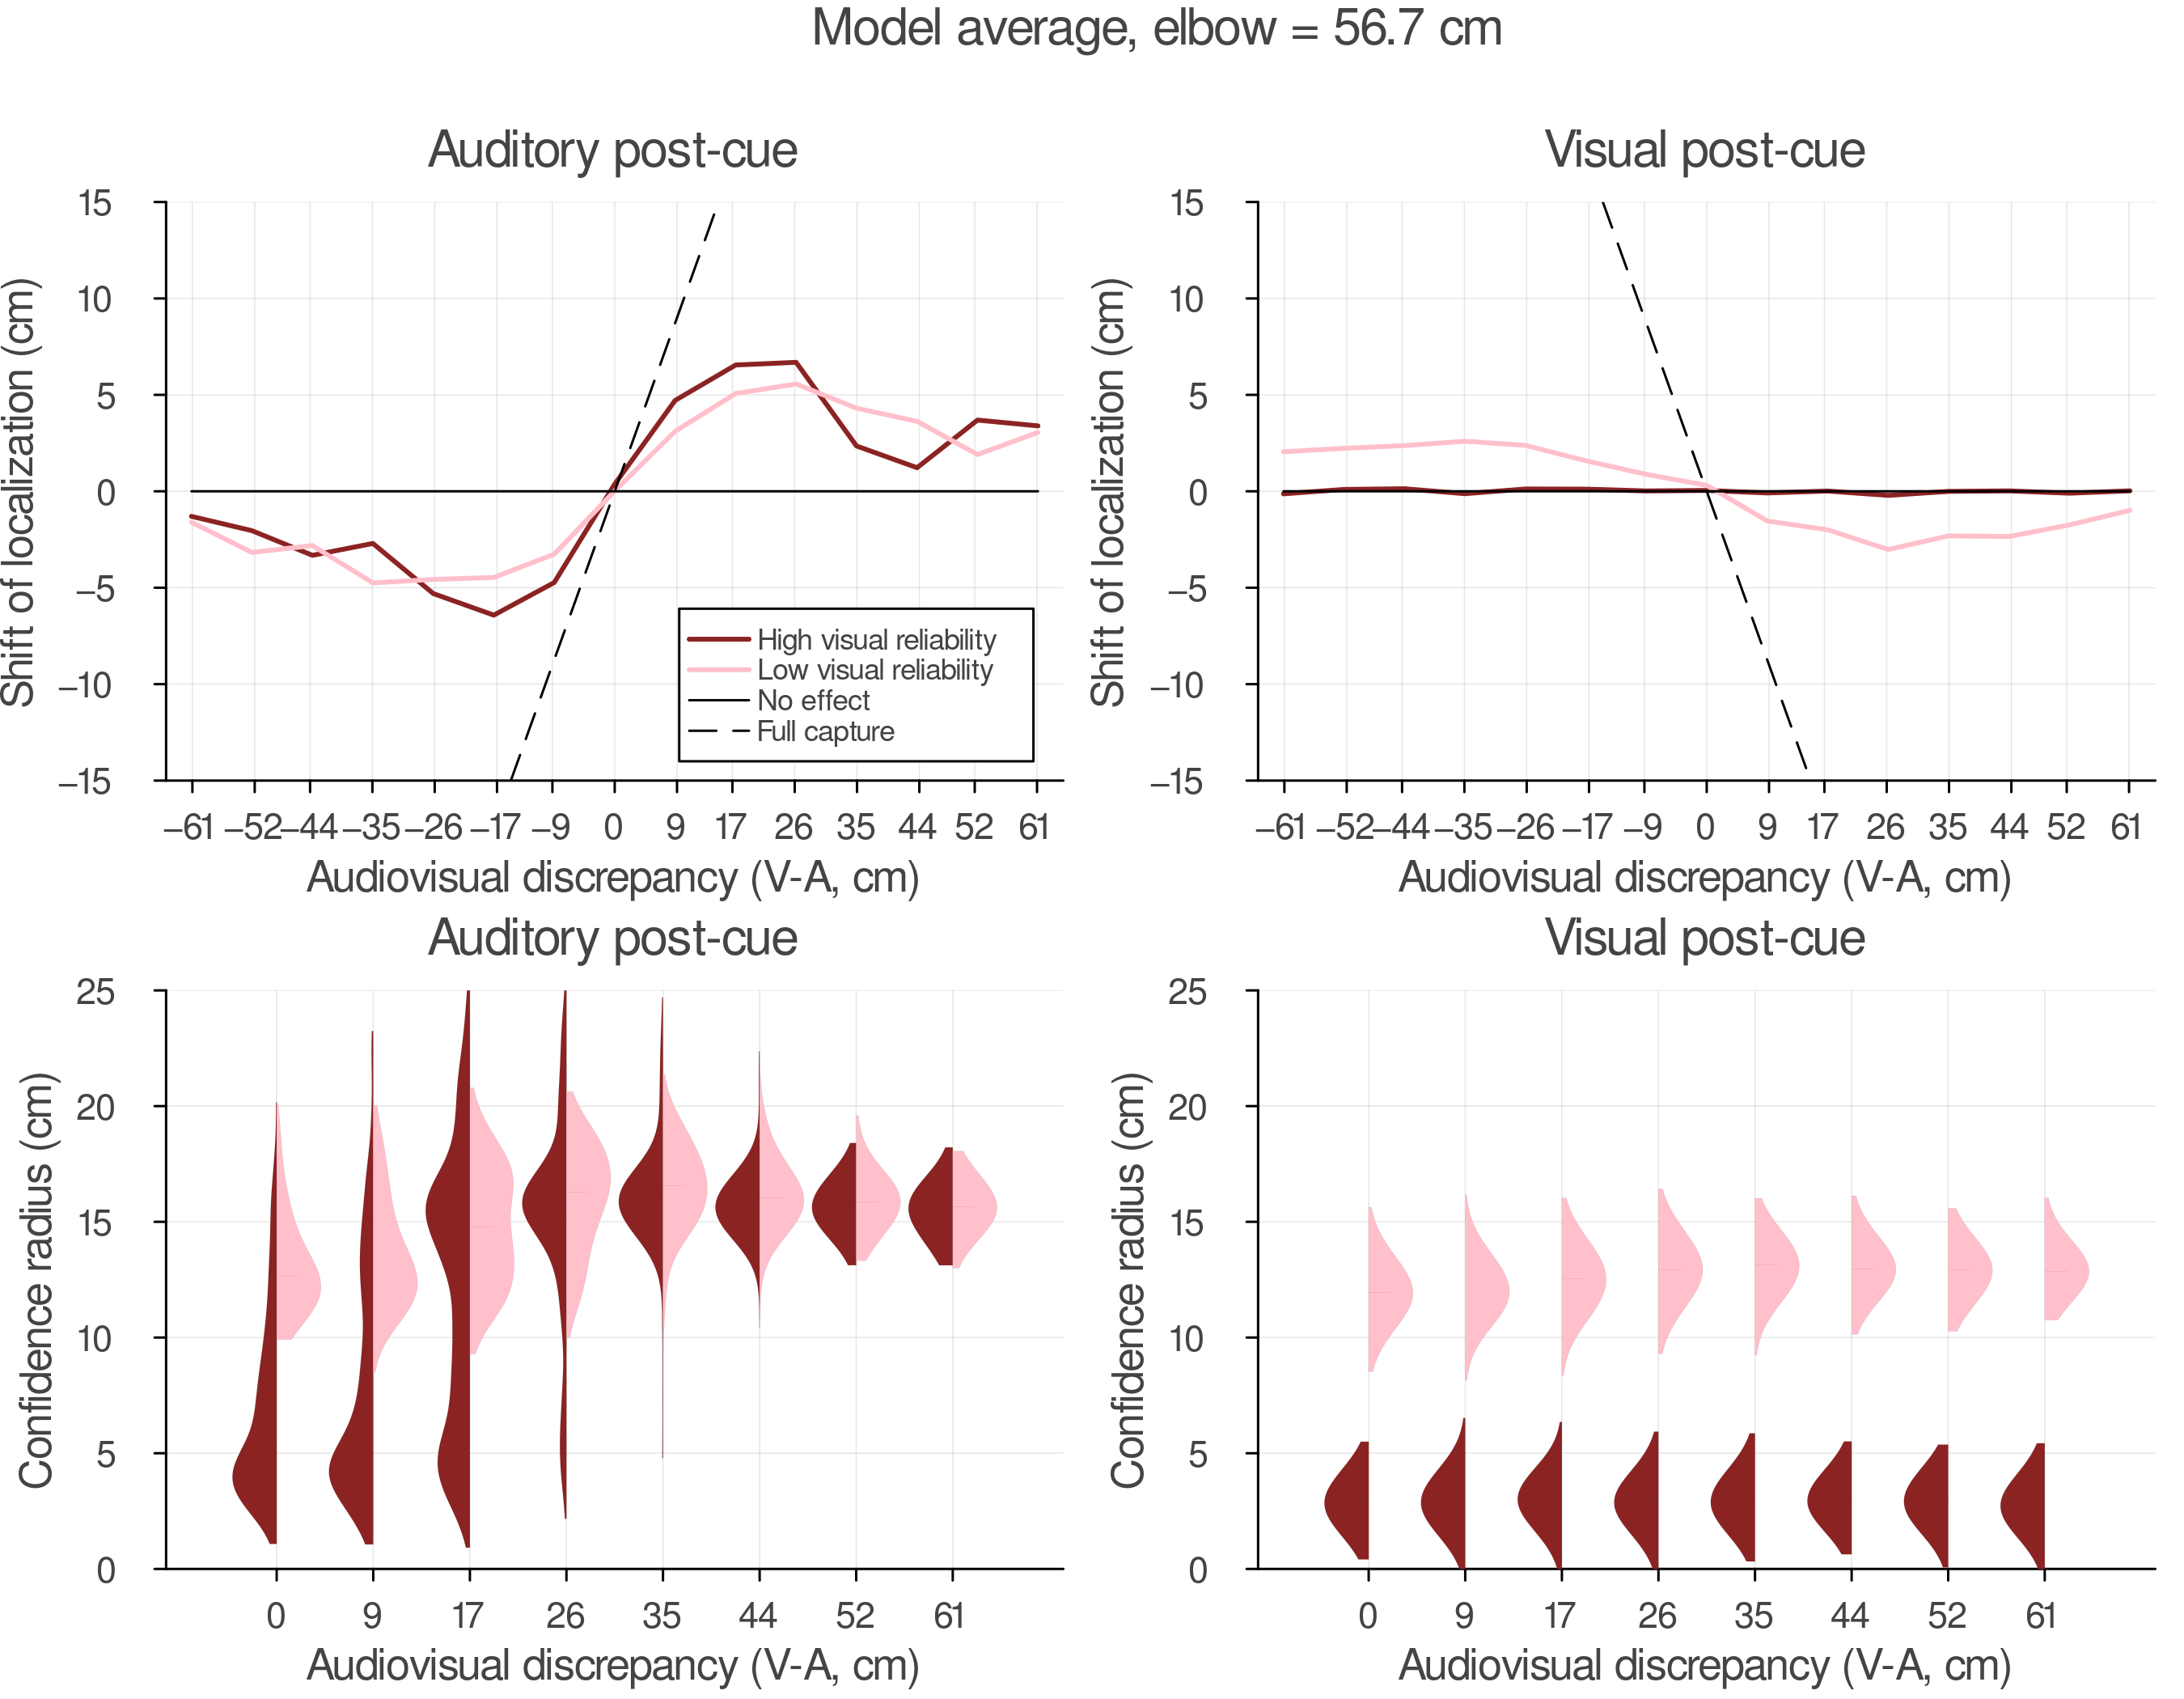 Model average, elbow = 56.7 cm
Auditory post-cue
Shift of localization (cm)
15
10
5
0
−5
−10
−15
High visual reliability
Low visual reliability
No effect
Full capture
−61 −52 −44 −35 −26 −17 −9 0 9 17 26 35 44 52 61
Audiovisual discrepancy (V-A, cm)
Visual post-cue
Shift of localization (cm)
15
10
5
0
−5
−10
−15
−61 −52 −44 −35 −26 −17 −9 0 9 17 26 35 44 52 61
Audiovisual discrepancy (V-A, cm)
Auditory post-cue
Confidence radius (cm)
25
20
15
10
5
0
0 9 17 26 35 44 52 61
Audiovisual discrepancy (V-A, cm)
Visual post-cue
Confidence radius (cm)
25
20
15
10
5
0
0 9 17 26 35 44 52 61
Audiovisual discrepancy (V-A, cm)